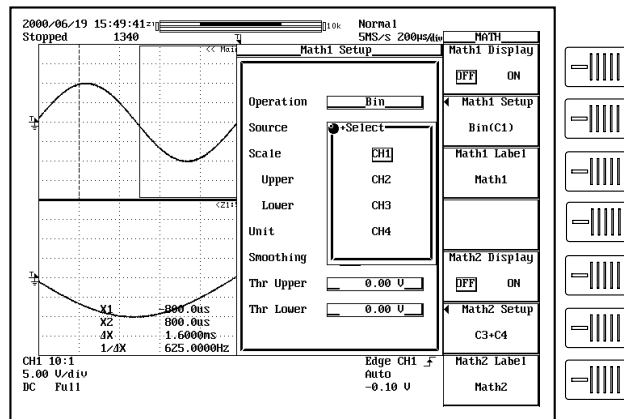 2000/06/19 15:49:41
10k
Normal
Stopped 1340
5MS/s 200µs/div
MATH
<< Mai
Math1 Setup
Math1 Display
OFF ON
Operation Bin
Math1 Setup
Bin(C1)
Source
+Select
CH1
CH2
CH3
CH4
Scale
Upper
Lower
Unit
Smoothing
Math1 Label
Math1
<Z1:
Math2 Display
OFF ON
Thr Upper 0.00 V
Thr Lower 0.00 V
Math2 Setup
C3+C4
X1 -800.0us
X2 800.0us
ΔX 1.6000ms
1/ΔX 625.0000Hz
CH1 10:1
5.00 V/div
DC Full
Edge CH1
Auto
-0.10 V
Math2 Label
Math2